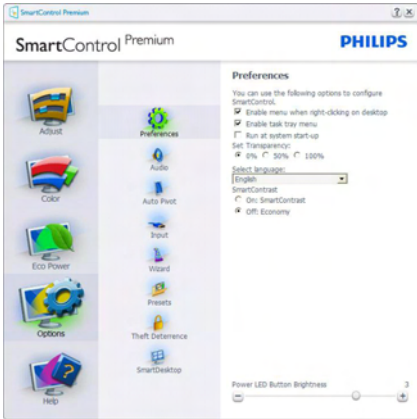 SmartControl Premium
SmartControl Premium
PHILIPS
Adjust
Color
Eco Power
Options
Help
Preferences
Audio
Auto Pivot
Input
Wizard
Presets
Theft Deterrence
SmartDesktop
Preferences
You can use the following options to configure
SmartControl.
Enable menu when right-clicking on desktop
Enable task tray menu
Run at system start-up
Set Transparency:
0% 50% 100%
Select language:
English
SmartContrast
On: SmartContrast
Off: Economy
Power LED Button Brightness 3